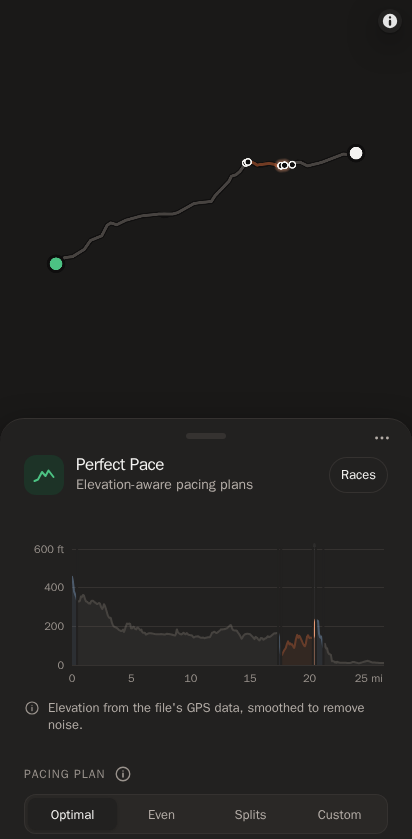 Perfect Pace
Elevation-aware pacing plans
Races
600 ft
400
200
0
0 5 10 15 20 25 mi
Elevation from the file's GPS data, smoothed to remove
noise.
PACING PLAN
Optimal Even Splits Custom